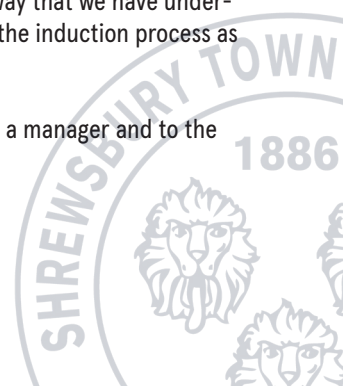 way that we have under-
the induction process as
a manager and to the
SHREWSBURY TOWN
1886